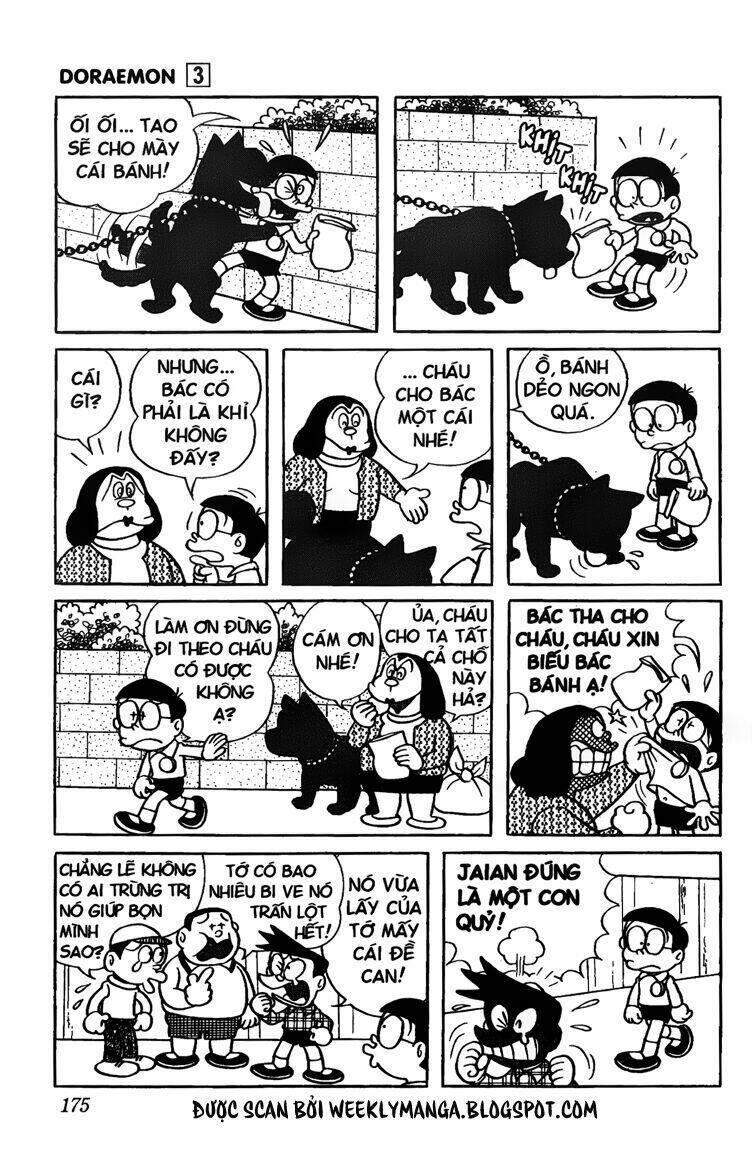 DORAEMON 3
ỐI ỐI... TAO
SẼ CHO MÀY
CÁI BÁNH!
KHỊT
KHỊT
CÁI
GÌ?
NHƯNG...
BÁC CÓ
PHẢI LÀ KHỈ
KHÔNG
ĐẤY?
... CHÁU
CHO BÁC
MỘT CÁI
NHÉ!
Ồ, BÁNH
DẺO NGON
QUÁ.
LÀM ƠN ĐỪNG
ĐI THEO CHÁU
CÓ ĐƯỢC
KHÔNG
Ạ?
CÁM ƠN
NHÉ!
ỦA, CHÁU
CHO TA TẤT
CẢ CHỖ
NÀY
HẢ?
BÁC THA CHO
CHÁU, CHÁU XIN
BIẾU BÁC
BÁNH Ạ!
CHẲNG LẼ KHÔNG
CÓ AI TRỪNG TRỊ
NÓ GIÚP BỌN
MÌNH
SAO?
TỚ CÓ BAO
NHIÊU BI VE NÓ
TRẤN LỘT
HẾT!
NÓ VỪA
LẤY CỦA
TỚ MẤY
CÁI ĐỀ
CAN!
JAIAN ĐÚNG
LÀ MỘT CON
QUỶ!
175
ĐƯỢC SCAN BỞI WEEKLYMANGA.BLOGSPOT.COM